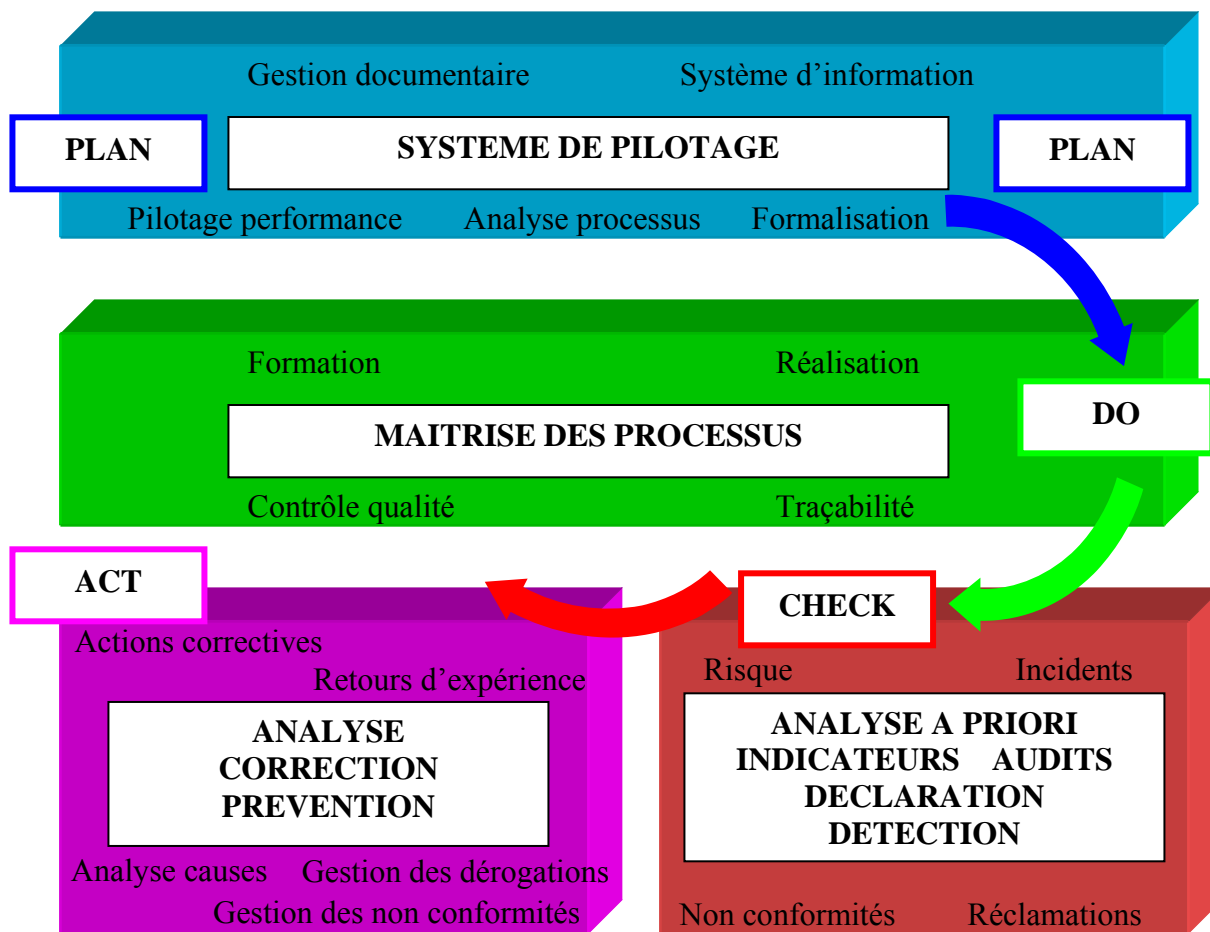 Gestion documentaire Système d’information
PLAN SYSTEME DE PILOTAGE PLAN
Pilotage performance Analyse processus Formalisation
Formation Réalisation
MAITRISE DES PROCESSUS DO
Contrôle qualité Traçabilité
ACT
Actions correctives
Retours d’expérience
ANALYSE
CORRECTION
PREVENTION
Analyse causes Gestion des dérogations
Gestion des non conformités
CHECK
Risque Incidents
ANALYSE A PRIORI
INDICATEURS AUDITS
DECLARATION
DETECTION
Non conformités Réclamations